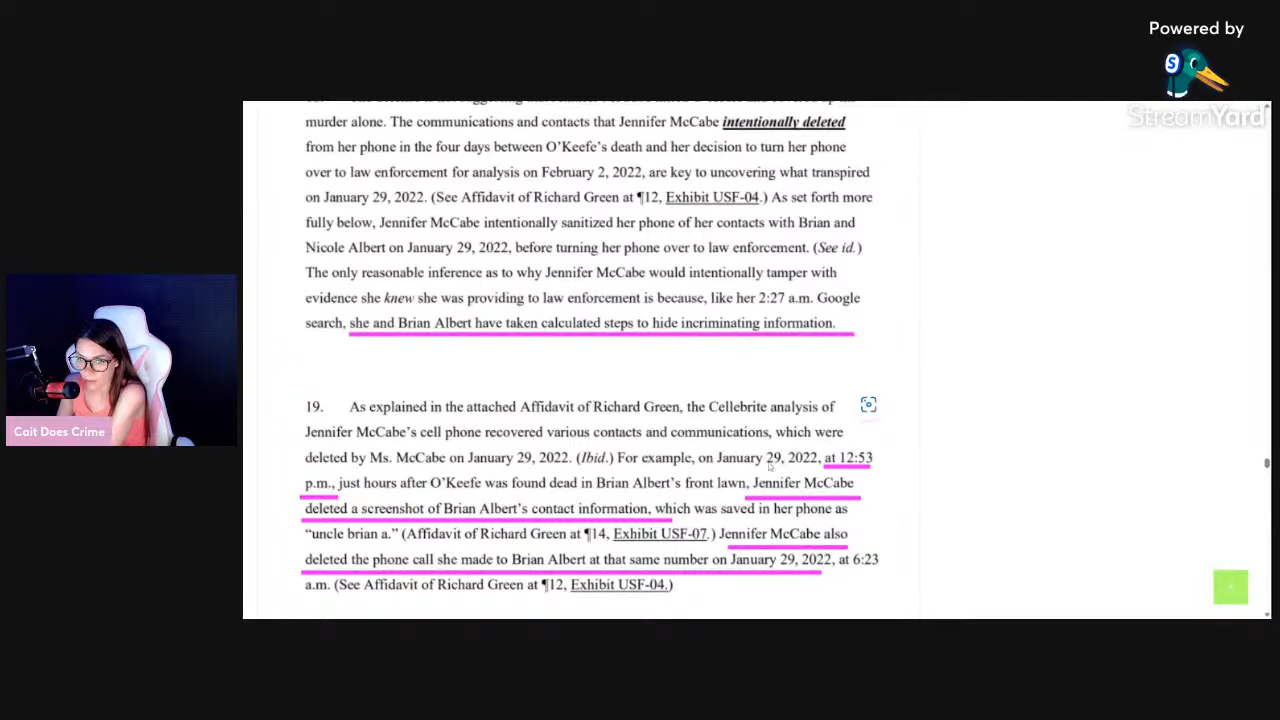 Powered by
S
StreamYard
murder alone. The communications and contacts that Jennifer McCabe intentionally deleted
from her phone in the four days between O'Keefe's death and her decision to turn her phone
over to law enforcement for analysis on February 2, 2022, are key to uncovering what transpired
on January 29, 2022. (See Affidavit of Richard Green at ¶12, Exhibit USF-04.) As set forth more
fully below, Jennifer McCabe intentionally sanitized her phone of her contacts with Brian and
Nicole Albert on January 29, 2022, before turning her phone over to law enforcement. (See id.)
The only reasonable inference as to why Jennifer McCabe would intentionally tamper with
evidence she knew she was providing to law enforcement is because, like her 2:27 a.m. Google
search, she and Brian Albert have taken calculated steps to hide incriminating information.
19. As explained in the attached Affidavit of Richard Green, the Cellebrite analysis of
Jennifer McCabe's cell phone recovered various contacts and communications, which were
deleted by Ms. McCabe on January 29, 2022. (Ibid.) For example, on January 29, 2022, at 12:53
p.m., just hours after O'Keefe was found dead in Brian Albert's front lawn, Jennifer McCabe
deleted a screenshot of Brian Albert's contact information, which was saved in her phone as
“uncle brian a.” (Affidavit of Richard Green at ¶14, Exhibit USF-07.) Jennifer McCabe also
deleted the phone call she made to Brian Albert at that same number on January 29, 2022, at 6:23
a.m. (See Affidavit of Richard Green at ¶12, Exhibit USF-04.)
Cait Does Crime